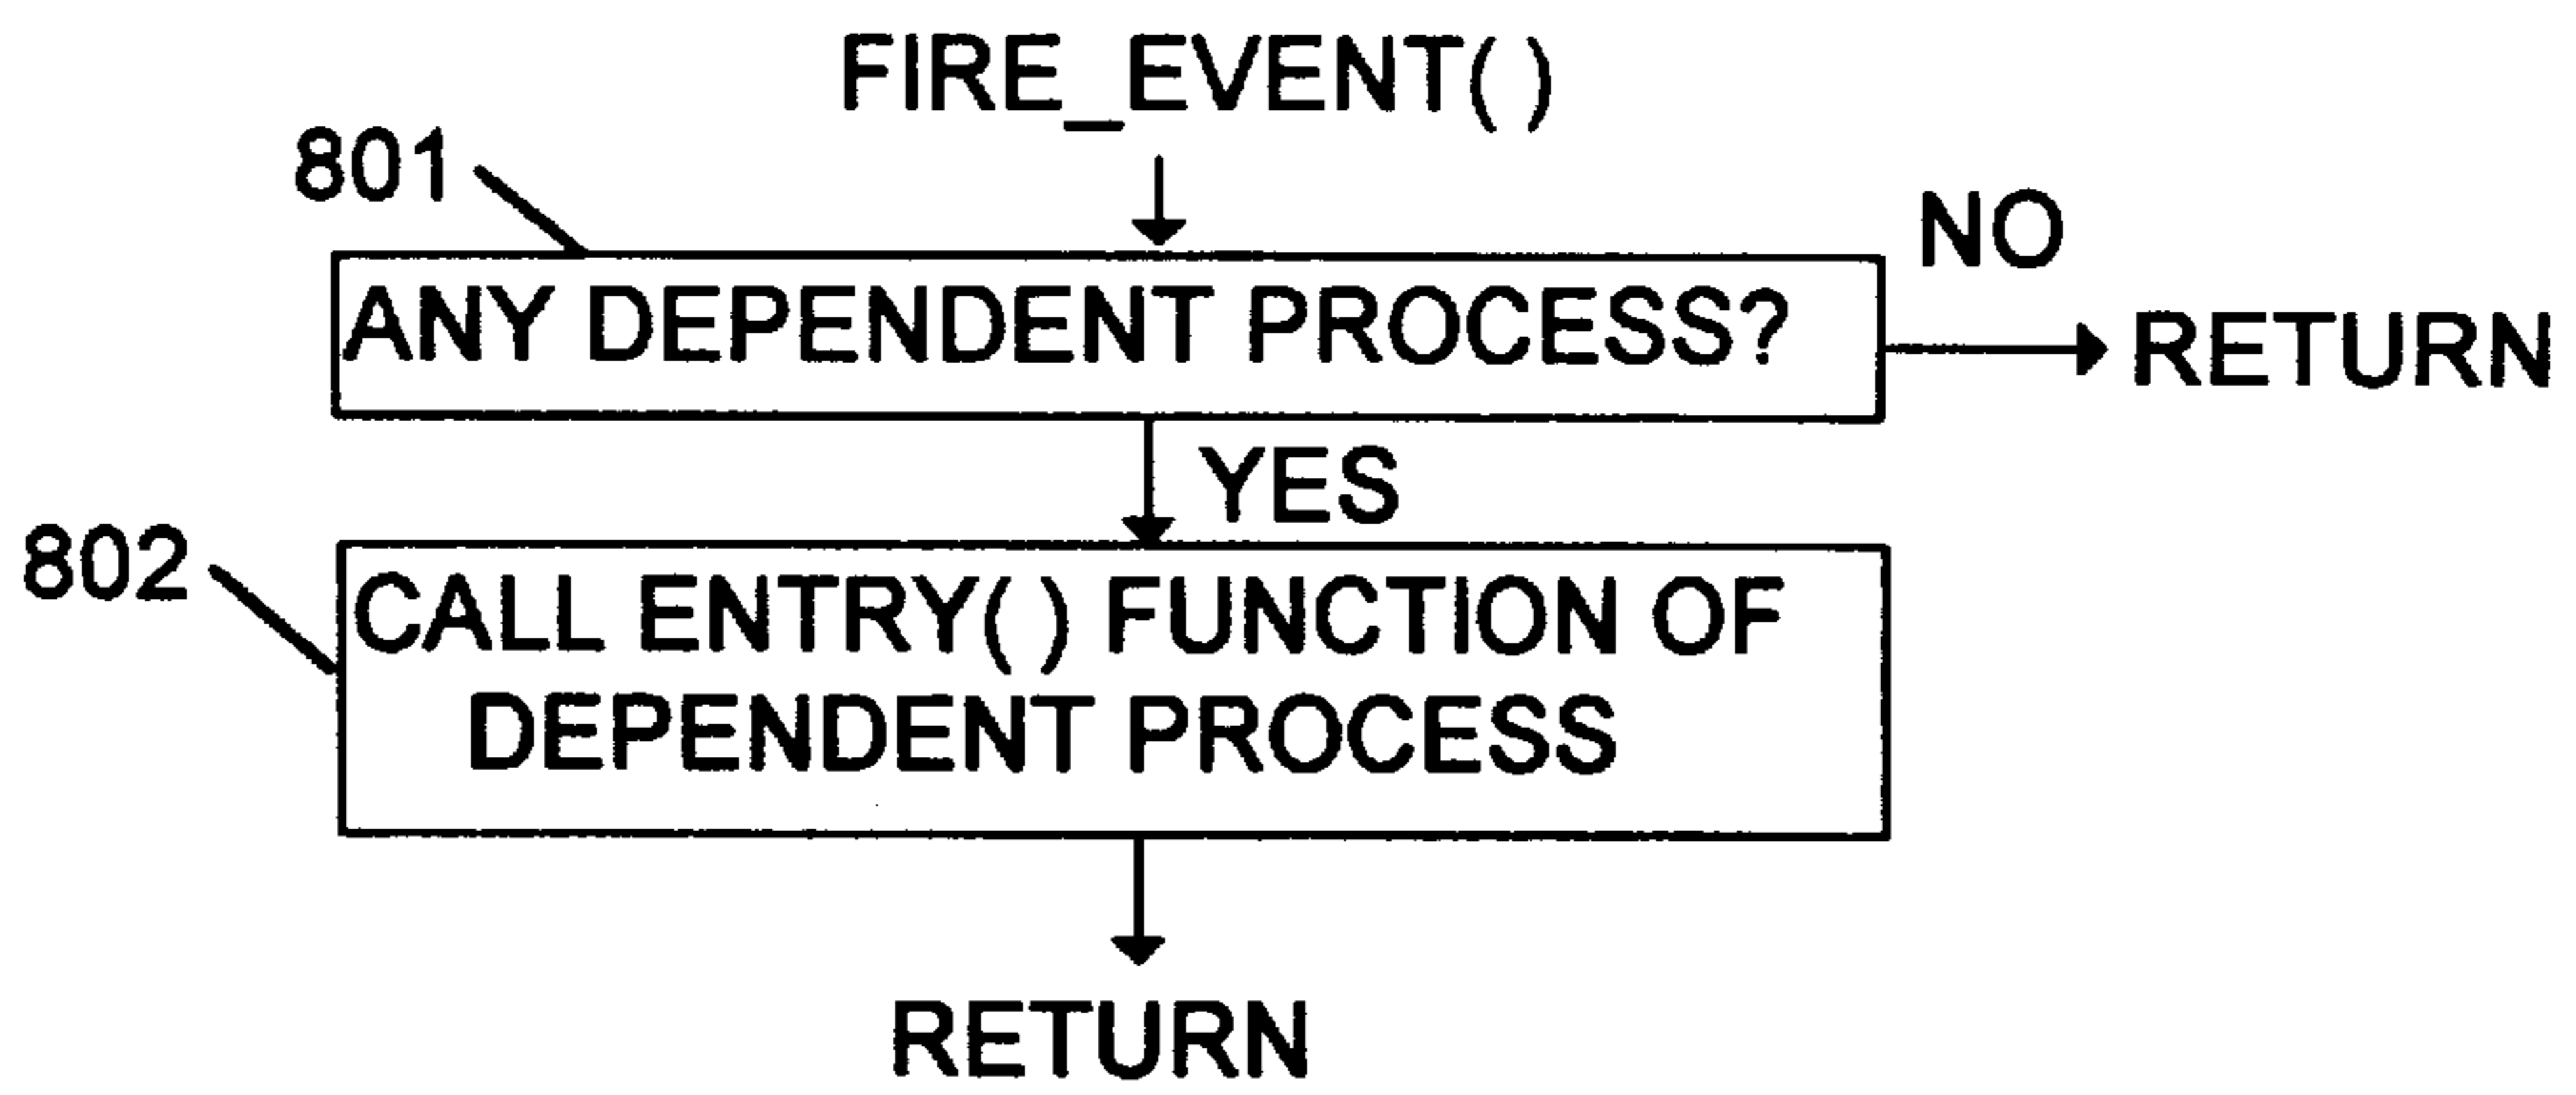 FIRE_EVENT( )
801
NO
ANY DEPENDENT PROCESS?
RETURN
YES
802
CALL ENTRY( ) FUNCTION OF
DEPENDENT PROCESS
RETURN